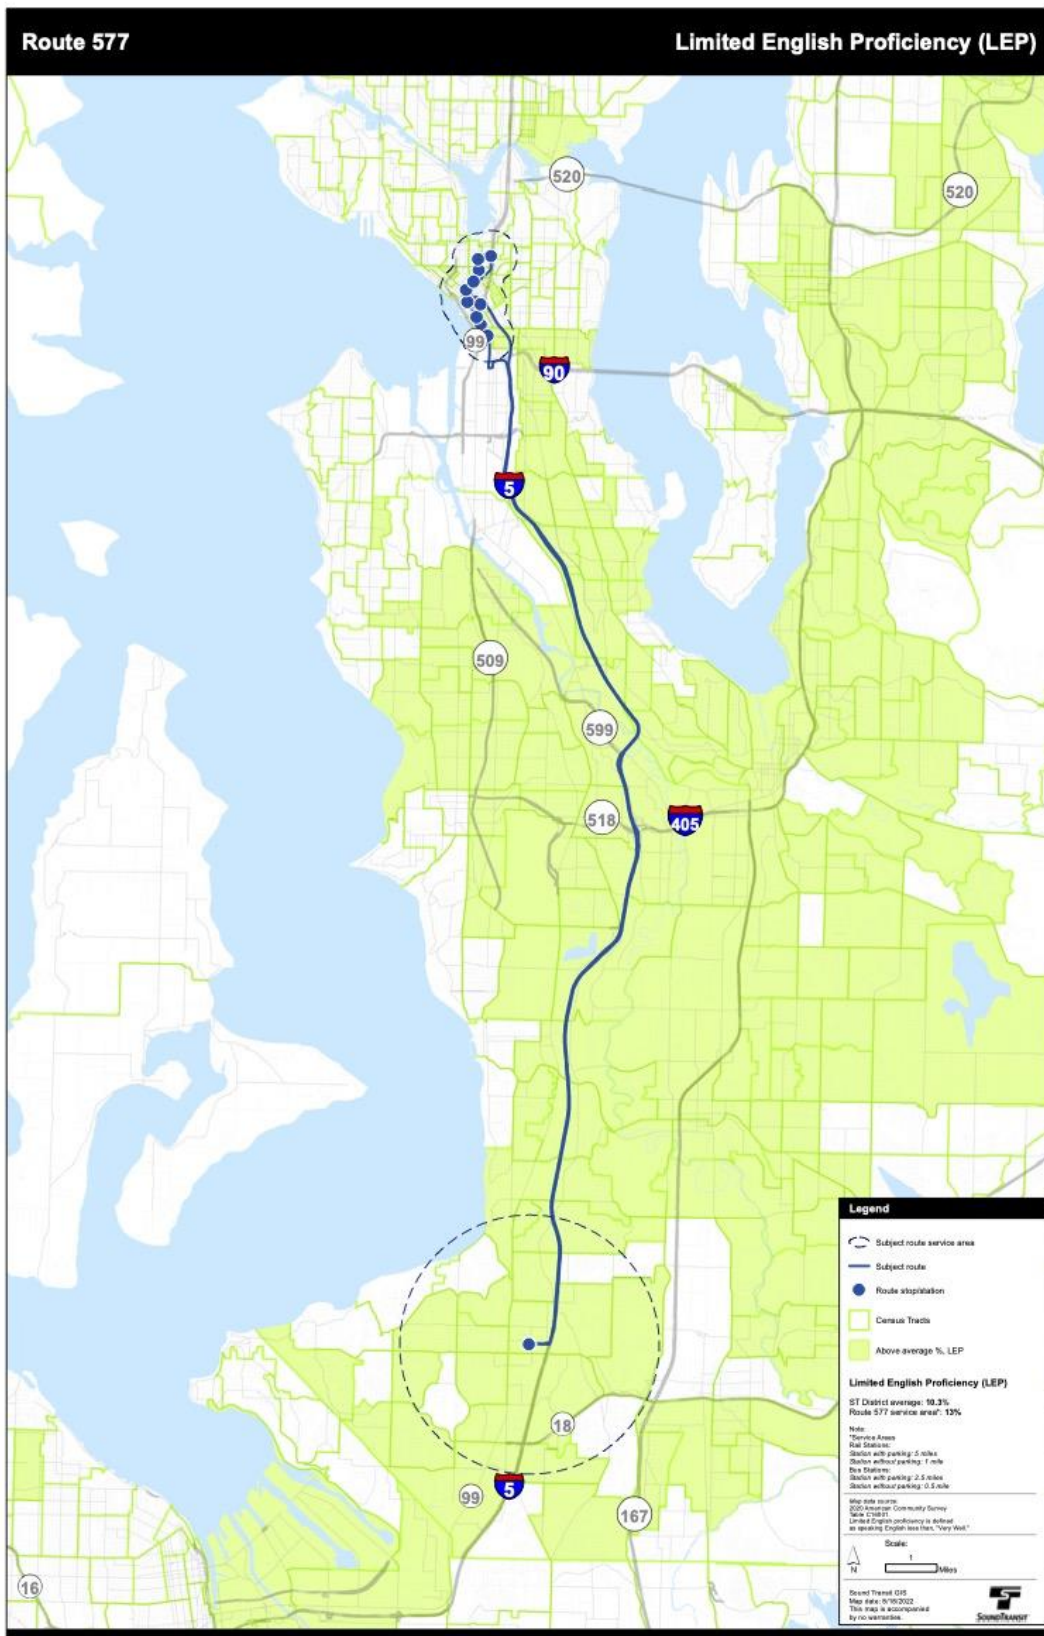 Route 577
Limited English Proficiency (LEP)
520
520
99
90
5
509
599
518
405
18
5
99
167
16
Legend
Subject route service area
Subject route
Route stop/station
Census Tracts
Above average %, LEP
Limited English Proficiency (LEP)
ST District average: 10.3%
Route 577 service area*: 13%
Note:
*Service Areas
Rail Stations:
Station with parking: 5 miles
Station without parking: 1 mile
Bus Stations:
Station with parking: 2.5 miles
Station without parking: 0.5 mile
Map data source:
2020 American Community Survey
Table C16001
Limited English proficiency is defined
as speaking English less than, "Very Well."
Scale:
1
Miles
N
Sound Transit GIS
Map date:
This map is accompanied
by no warranties.
SOUNDTRANSIT